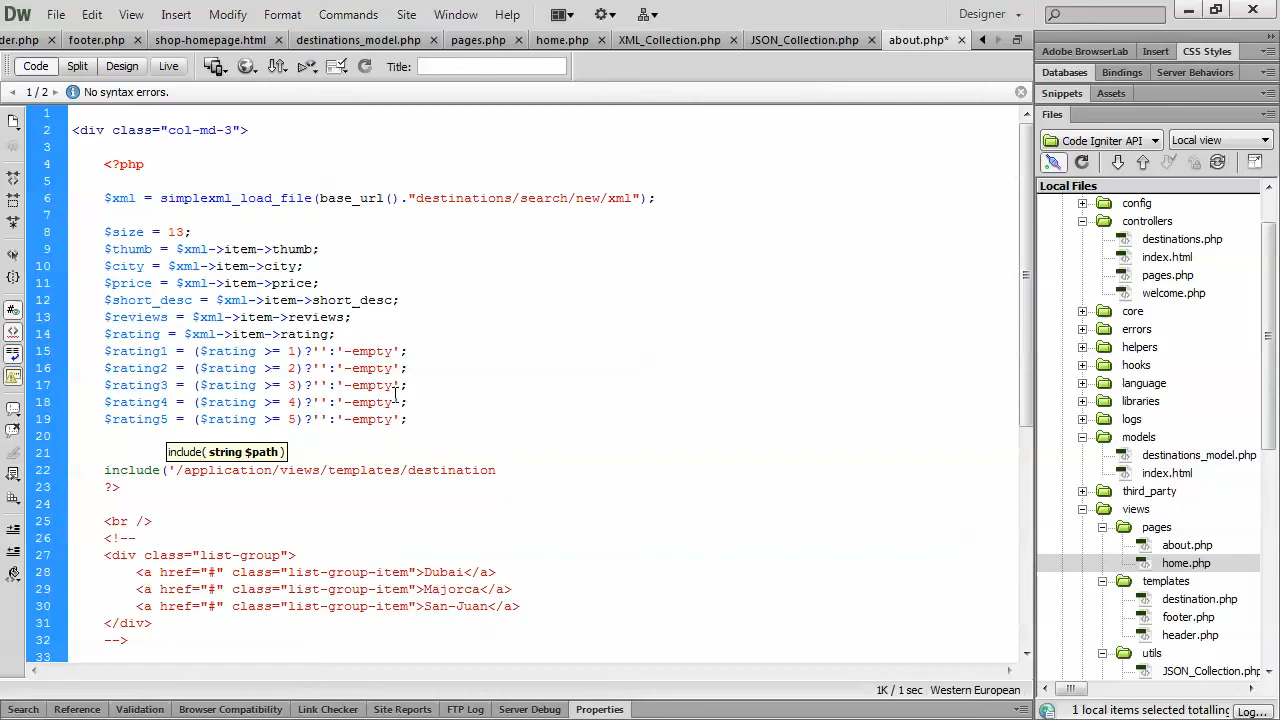 Dw File Edit View Insert Modify Format Commands Site Window Help Designer
der.php footer.php shop-homepage.html destinations_model.php pages.php home.php XML_Collection.php JSON_Collection.php about.php*
Code Split Design Live Title:
1 / 2 No syntax errors.
1
2 <div class="col-md-3">
3
4 <?php
5
6 $xml = simplexml_load_file(base_url()."destinations/search/new/xml");
7
8 $size = 13;
9 $thumb = $xml->item->thumb;
10 $city = $xml->item->city;
11 $price = $xml->item->price;
12 $short_desc = $xml->item->short_desc;
13 $reviews = $xml->item->reviews;
14 $rating = $xml->item->rating;
15 $rating1 = ($rating >= 1)?'':'-empty';
16 $rating2 = ($rating >= 2)?'':'-empty';
17 $rating3 = ($rating >= 3)?'':'-empty';
18 $rating4 = ($rating >= 4)?'':'-empty';
19 $rating5 = ($rating >= 5)?'':'-empty';
20
21 include( string $path )
22 include('/application/views/templates/destination
23 ?>
24
25 <br />
26 <!--
27 <div class="list-group">
28 <a href="#" class="list-group-item">Dubai</a>
29 <a href="#" class="list-group-item">Majorca</a>
30 <a href="#" class="list-group-item">San-Juan</a>
31 </div>
32 -->
33
1K / 1 sec Western European
Search Reference Validation Browser Compatibility Link Checker Site Reports FTP Log Server Debug Properties
Adobe BrowserLab Insert CSS Styles
Databases Bindings Server Behaviors
Snippets Assets
Files
Code Igniter API Local view
Local Files
config
controllers
destinations.php
index.html
pages.php
welcome.php
core
errors
helpers
hooks
language
libraries
logs
models
destinations_model.php
index.html
third_party
views
pages
about.php
home.php
templates
destination.php
footer.php
header.php
utils
JSON_Collection.php
1 local items selected totalling Log...